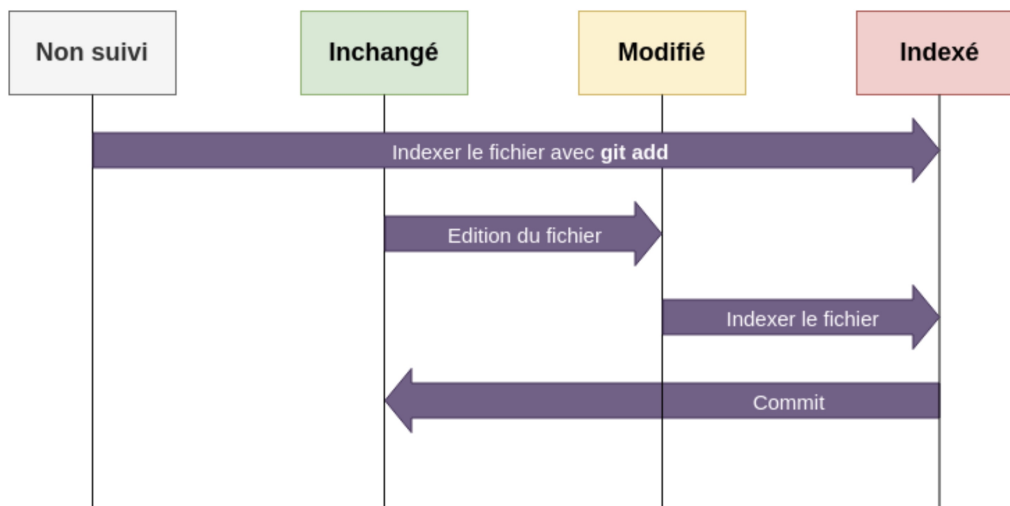 Non suivi
Inchangé
Modifié
Indexé
Indexer le fichier avec git add
Edition du fichier
Indexer le fichier
Commit